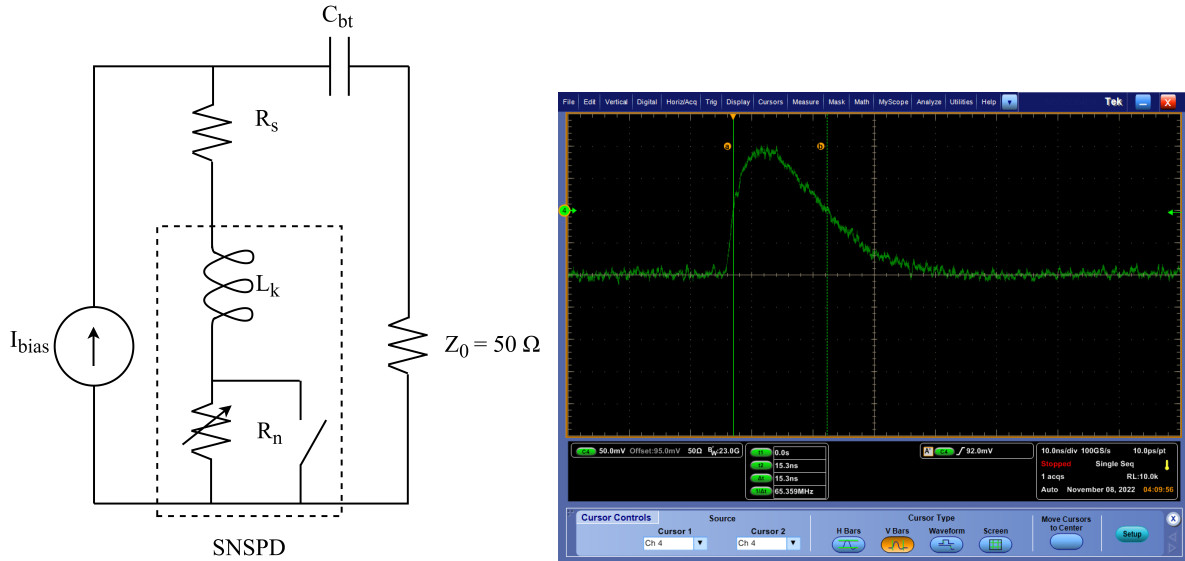 C_bt
R_s
L_k
I_bias
Z_0 = 50 Ω
R_n
SNSPD
File Edit Vertical Digital Horiz/Acq Trig Display Cursors Measure Mask Math MyScope Analyze Utilities Help Tek X
a b
4
C4 50.0mV Offset:95.0mV 50Ω B_W:23.0G
t1 0.0s
t2 15.3ns
Δt 15.3ns
1/Δt 65.359MHz
A' C4 92.0mV
10.0ns/div 100GS/s 10.0ps/pt
Stopped Single Seq
1 acqs RL:10.0k
Auto November 08, 2022 04:09:56
Cursor Controls Source Cursor Type Move Cursors to Center X
Cursor 1 Cursor 2 H Bars V Bars Waveform Screen Setup
Ch 4 Ch 4